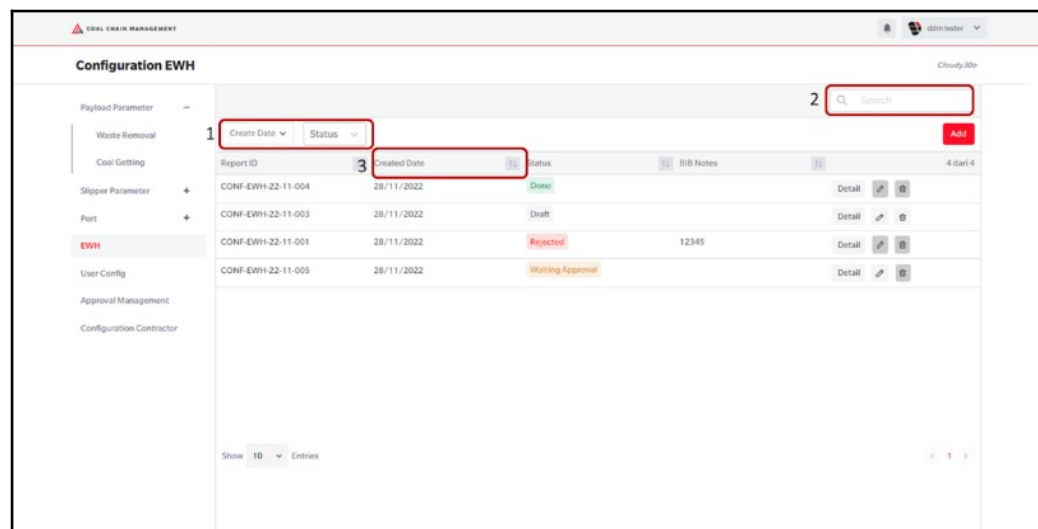 COAL CHAIN MANAGEMENT
ddm tester
Configuration EWH
Cloudy,30c
Payload Parameter
Waste Removal
Coal Getting
Slipper Parameter
Port
EWH
User Config
Approval Management
Configuration Contractor
2 Search
1 Create Date Status
Add
3
Report ID Created Date Status BIB Notes 4 dari 4
CONF-EWH-22-11-004 28/11/2022 Done Detail
CONF-EWH-22-11-003 28/11/2022 Draft Detail
CONF-EWH-22-11-001 28/11/2022 Rejected 12345 Detail
CONF-EWH-22-11-005 28/11/2022 Waiting Approval Detail
Show 10 Entries
< 1 >